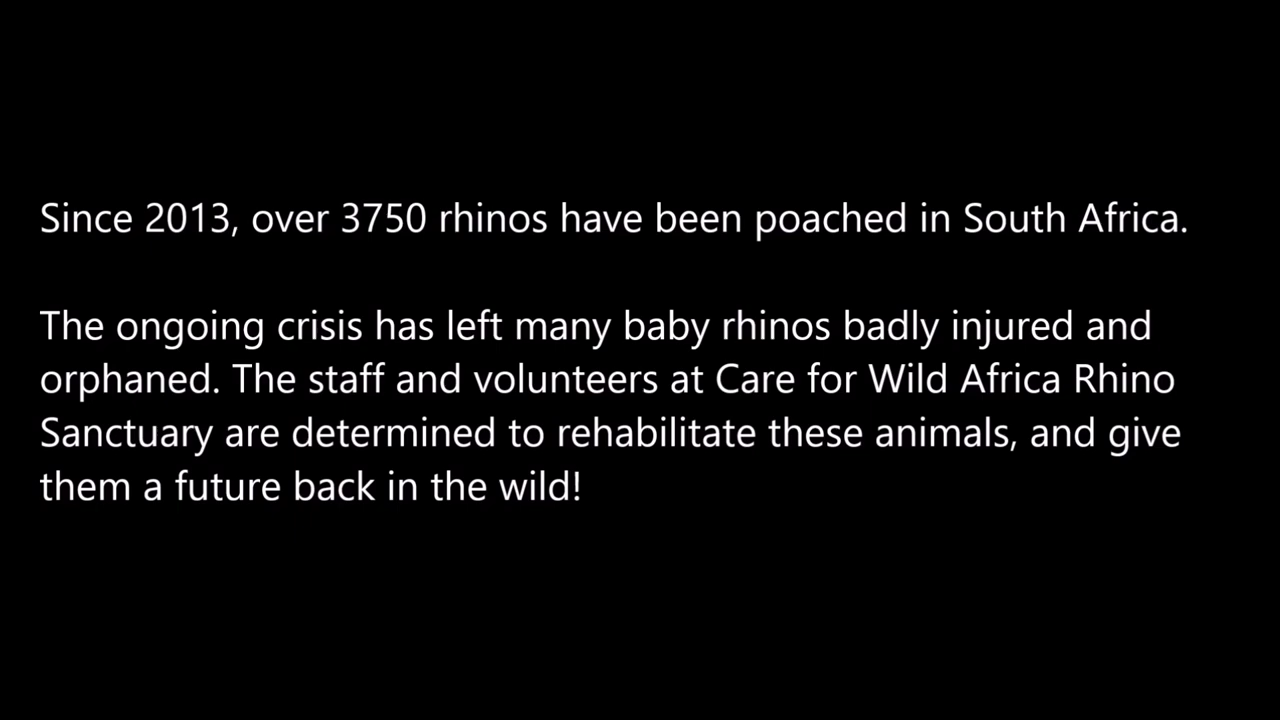 Since 2013, over 3750 rhinos have been poached in South Africa.
The ongoing crisis has left many baby rhinos badly injured and
orphaned. The staff and volunteers at Care for Wild Africa Rhino
Sanctuary are determined to rehabilitate these animals, and give
them a future back in the wild!